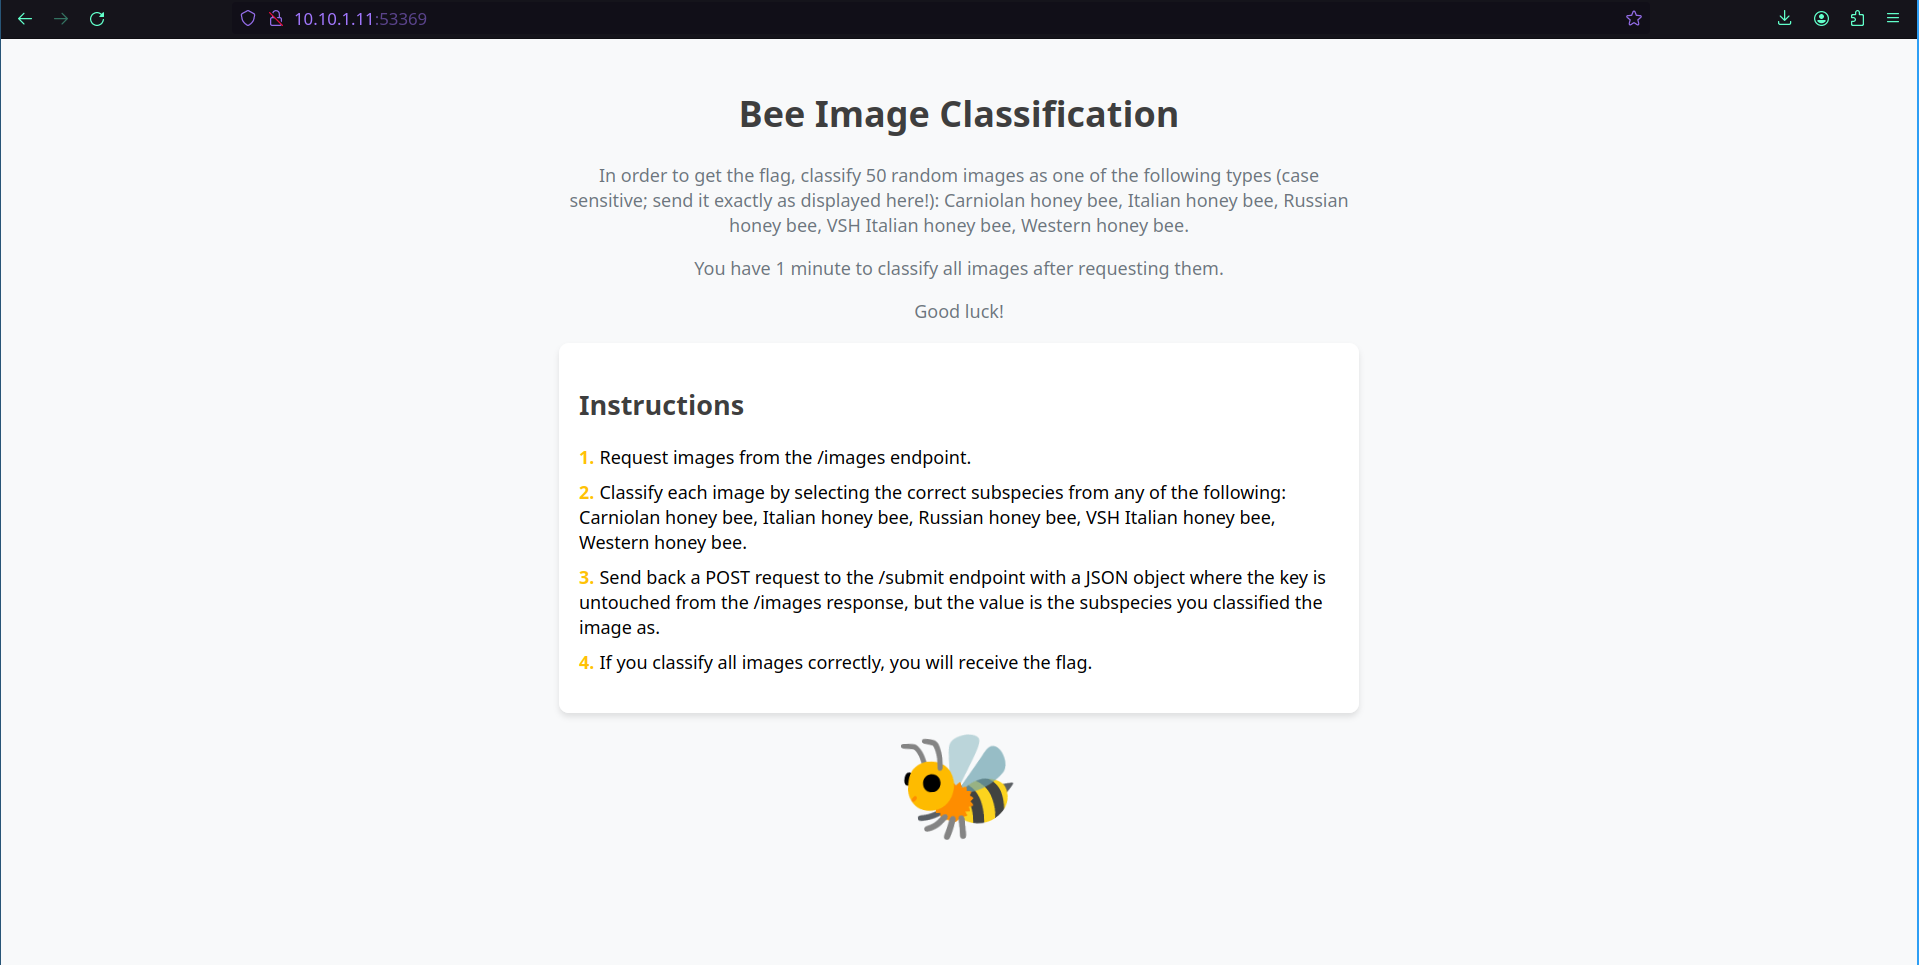 10.10.1.11:53369
Bee Image Classification
In order to get the flag, classify 50 random images as one of the following types (case
sensitive; send it exactly as displayed here!): Carniolan honey bee, Italian honey bee, Russian
honey bee, VSH Italian honey bee, Western honey bee.
You have 1 minute to classify all images after requesting them.
Good luck!
Instructions
1. Request images from the /images endpoint.
2. Classify each image by selecting the correct subspecies from any of the following:
Carniolan honey bee, Italian honey bee, Russian honey bee, VSH Italian honey bee,
Western honey bee.
3. Send back a POST request to the /submit endpoint with a JSON object where the key is
untouched from the /images response, but the value is the subspecies you classified the
image as.
4. If you classify all images correctly, you will receive the flag.